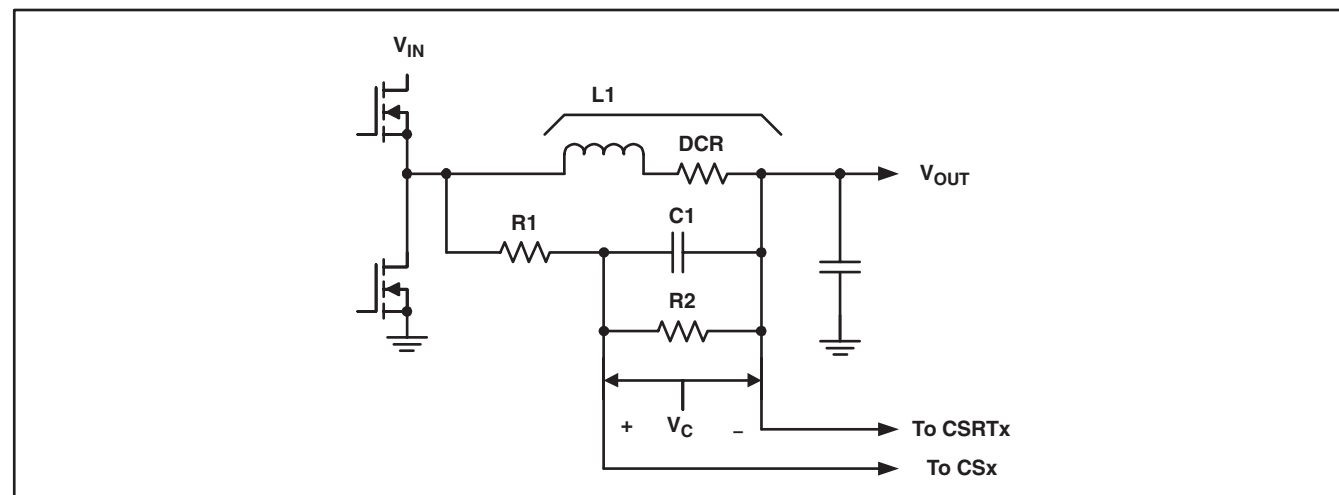 V_IN
L1
DCR
V_OUT
R1
C1
R2
+ V_C –
To CSRTx
To CSx